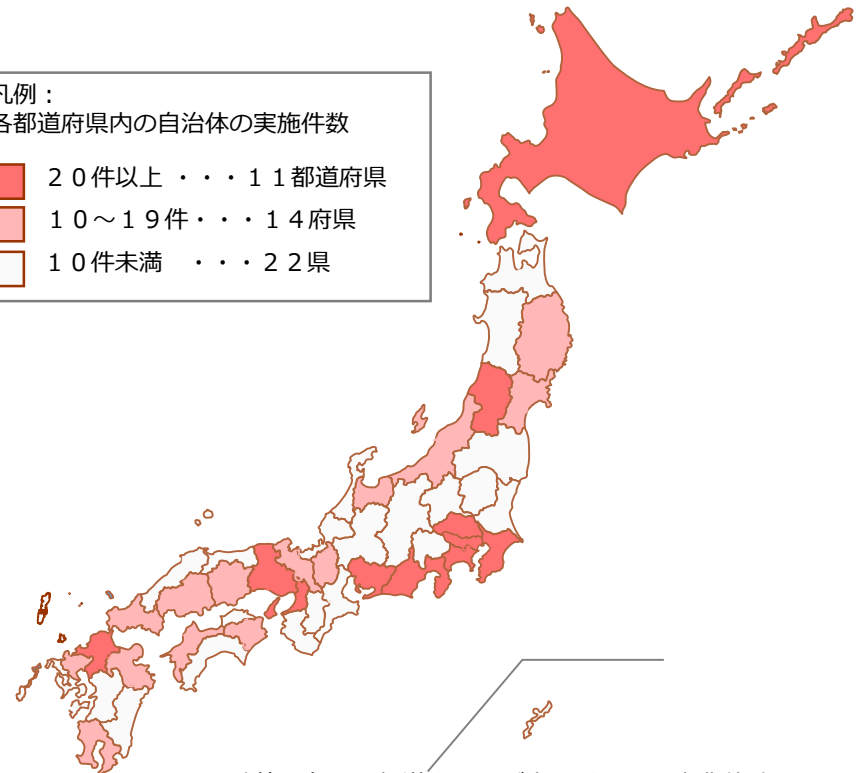 凡例：
各都道府県内の自治体の実施件数
２０件以上 ・・・１１都道府県
１０～１９件・・・１４府県
１０件未満　・・・２２県